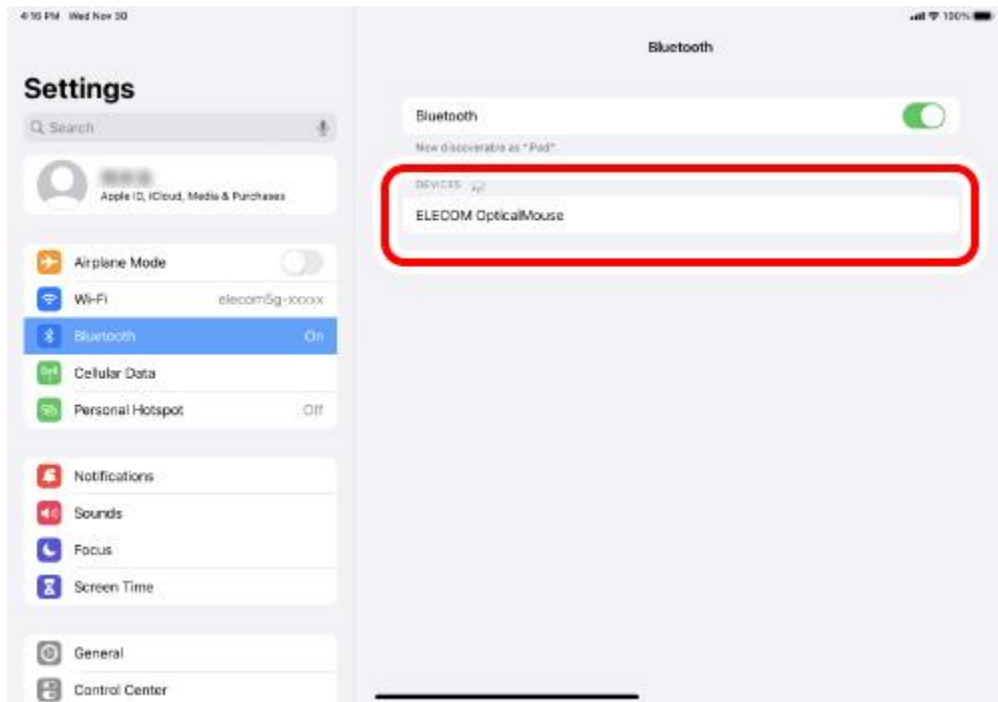 4:16 PM Wed Nov 30
100%
Settings
Search
Apple ID, iCloud, Media & Purchases
Airplane Mode
Wi-Fi elecom5g-xxxxx
Bluetooth On
Cellular Data
Personal Hotspot Off
Notifications
Sounds
Focus
Screen Time
General
Control Center
Bluetooth
Bluetooth
Now discoverable as "iPad"
DEVICES
ELECOM OpticalMouse